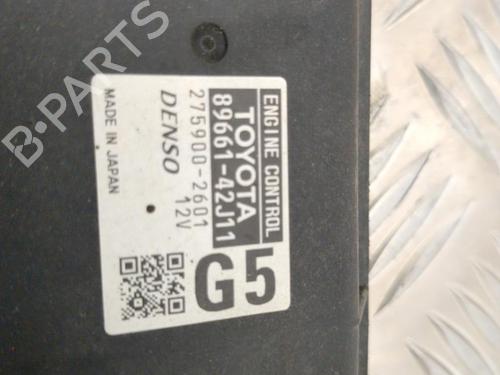 ENGINE CONTROL
TOYOTA
89661-42J11
275900-2601
DENSO 12V
MADE IN JAPAN
G5
B-PARTS